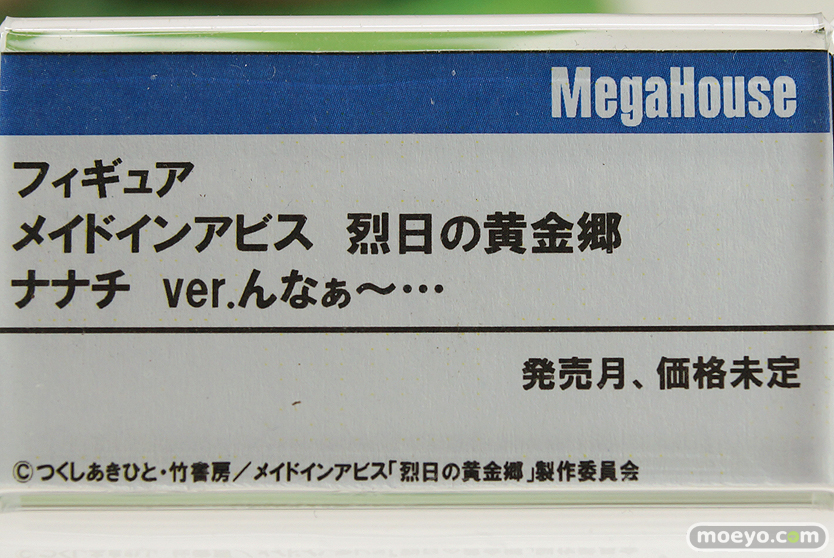 MegaHouse
フィギュア
メイドインアビス 烈日の黄金郷
ナナチ ver.んなぁ～…
発売月、価格未定
©つくしあきひと・竹書房／メイドインアビス「烈日の黄金郷」製作委員会
moeyo.com